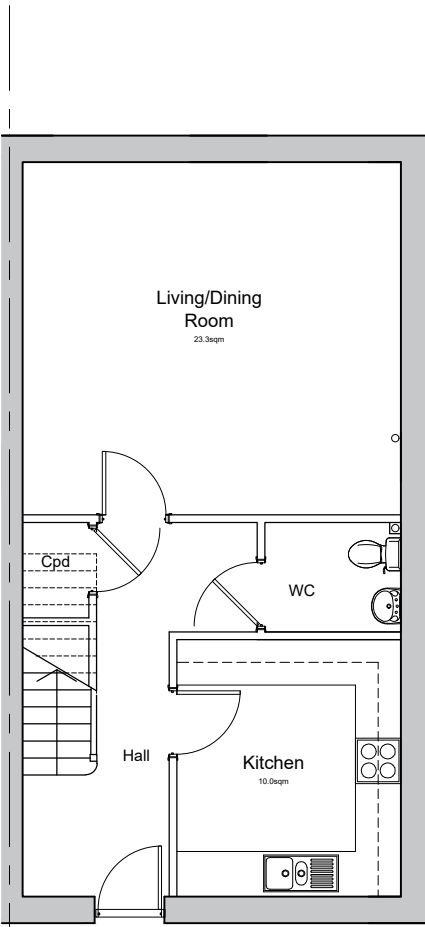 Living/Dining
Room
23.3sqm
Cpd
WC
Hall
Kitchen
10.0sqm